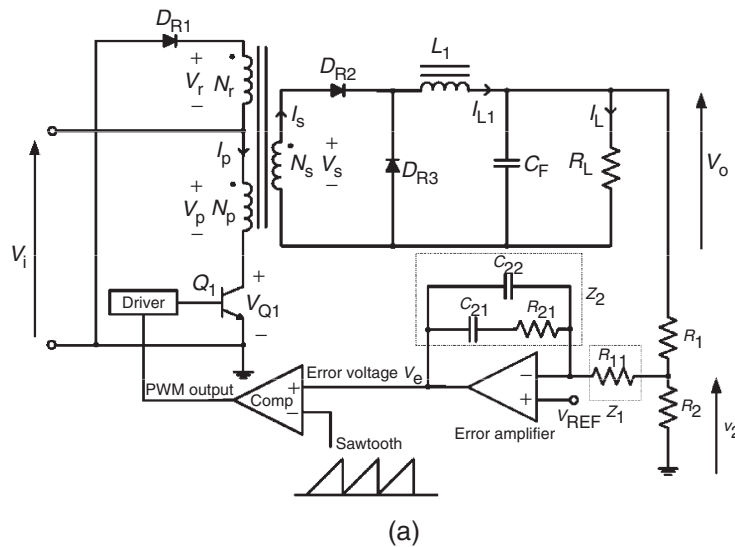 DR1
+
Vr Nr
−
DR2
L1
Is
IL1
IL
+
Ns Vs
−
DR3
CF
RL
Vo
Ip
+
Vp Np
−
Vi
Q1
+
Driver
VQ1
−
C22
Z2
C21
R21
R1
R11
Z1
R2
v2
PWM output
Error voltage Ve
+
Comp
−
−
+
VREF
Error amplifier
Sawtooth
(a)